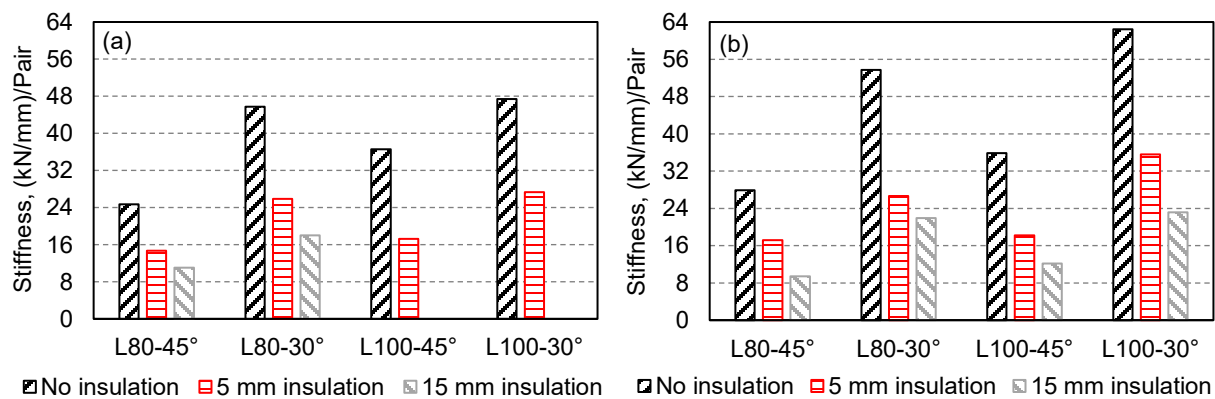 (a)
Stiffness, (kN/mm)/Pair
64
56
48
40
32
24
16
8
0
L80-45° L80-30° L100-45° L100-30°
No insulation 5 mm insulation 15 mm insulation
(b)
Stiffness, (kN/mm)/Pair
64
56
48
40
32
24
16
8
0
L80-45° L80-30° L100-45° L100-30°
No insulation 5 mm insulation 15 mm insulation